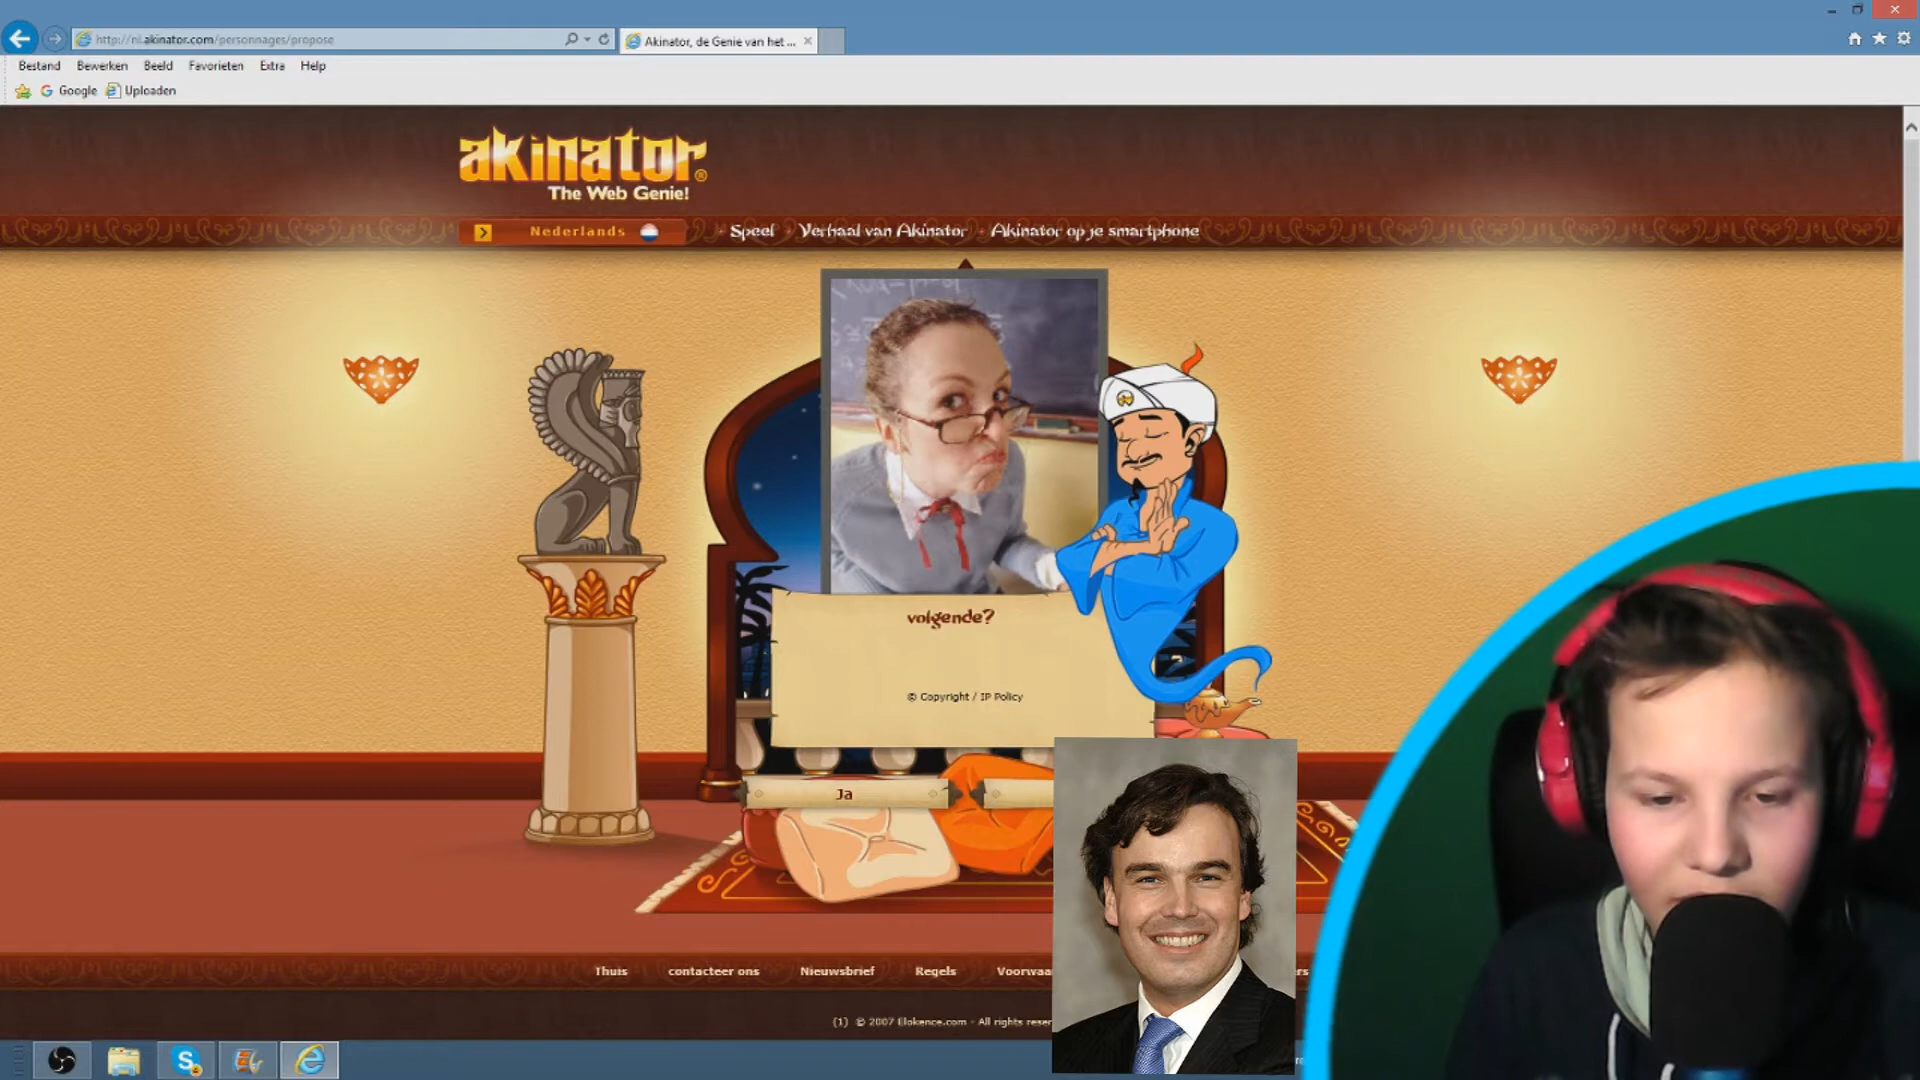 http://nl.akinator.com/personnages/propose
Akinator, de Genie van het ...
Bestand Bewerken Beeld Favorieten Extra Help
Google Uploaden
akinator®
The Web Genie!
Nederlands
Speel Verhaal van Akinator Akinator op je smartphone
volgende?
© Copyright / IP Policy
Ja
Thuis contacteer ons Nieuwsbrief Regels
(1) © 2007 Elokence.com - All rights